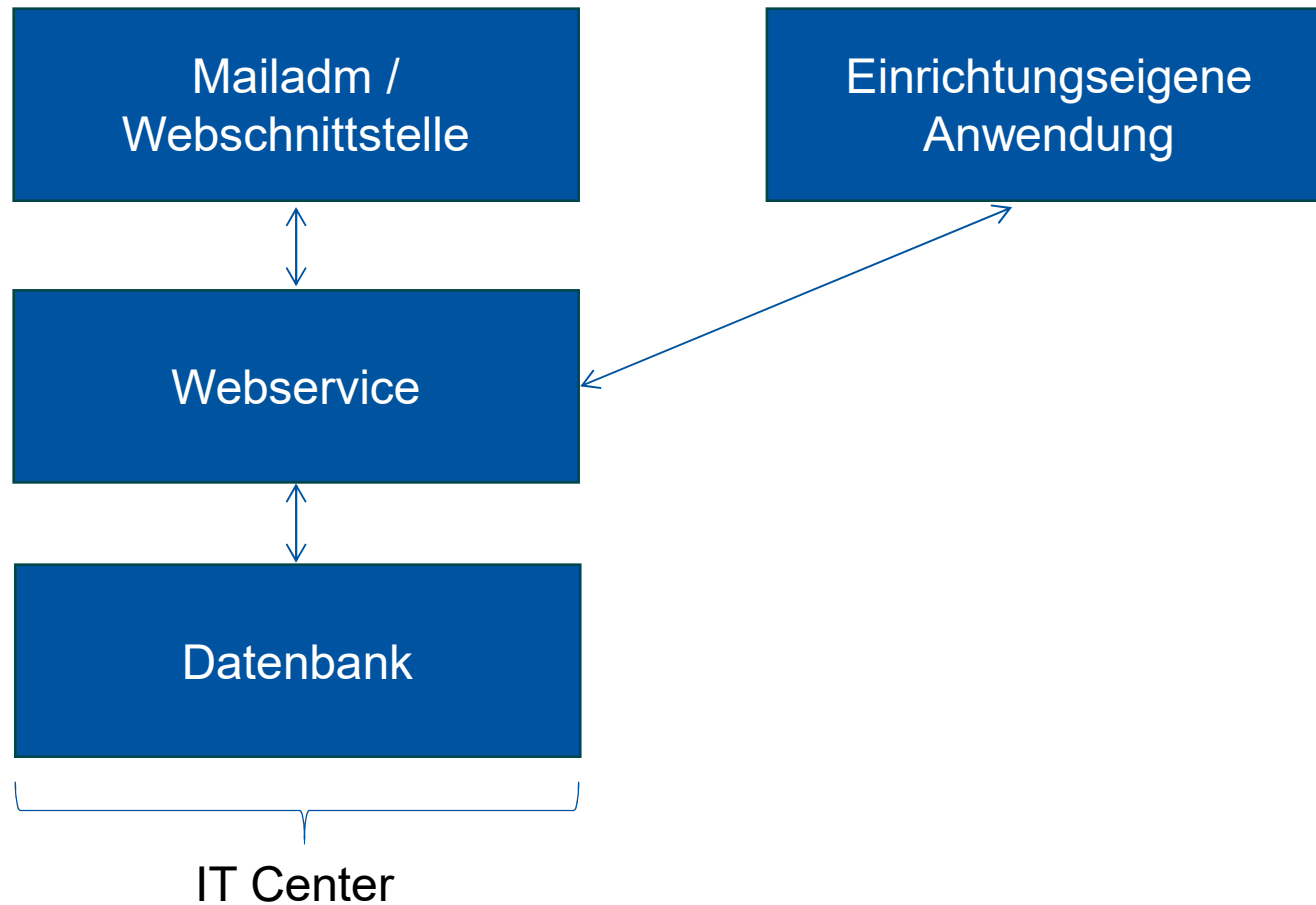 Mailadm /
Webschnittstelle
Einrichtungseigene
Anwendung
Webservice
Datenbank
IT Center